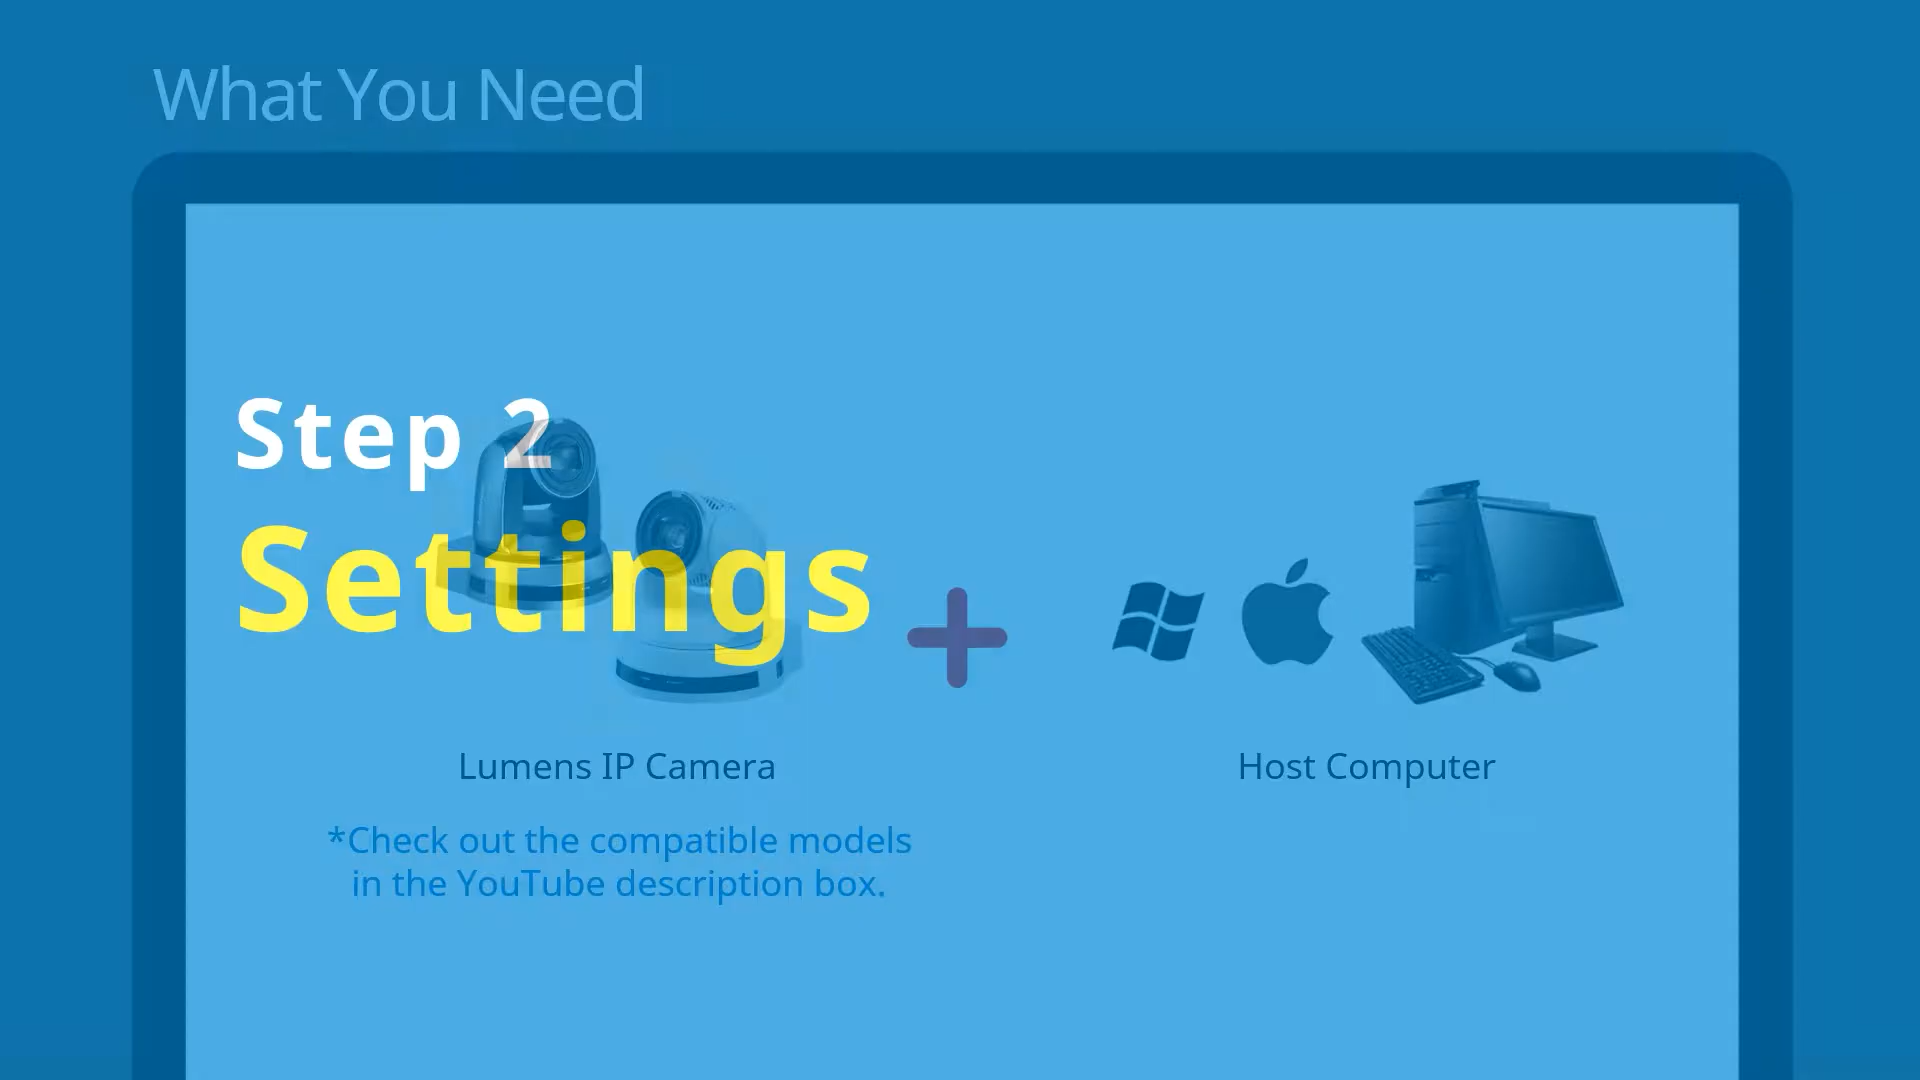 What You Need
Step 2
Settings
Lumens IP Camera
Host Computer
*Check out the compatible models
in the YouTube description box.